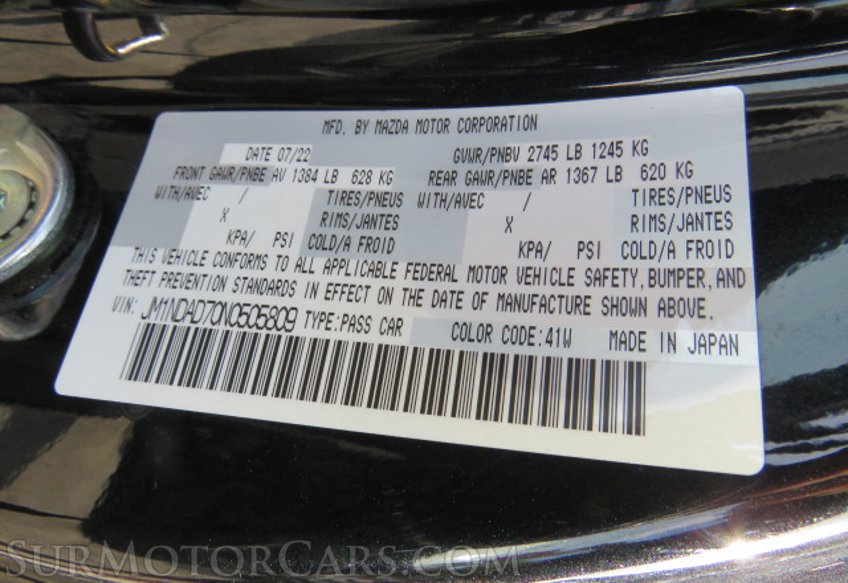 MFD. BY MAZDA MOTOR CORPORATION
DATE 07/22 GVWR/PNBV 2745 LB 1245 KG
FRONT GAWR/PNBE AV 1384 LB 628 KG REAR GAWR/PNBE AR 1367 LB 620 KG
WITH/AVEC / TIRES/PNEUS WITH/AVEC / TIRES/PNEUS
X RIMS/JANTES X RIMS/JANTES
KPA/ PSI COLD/A FROID KPA/ PSI COLD/A FROID
THIS VEHICLE CONFORMS TO ALL APPLICABLE FEDERAL MOTOR VEHICLE SAFETY, BUMPER, AND
THEFT PREVENTION STANDARDS IN EFFECT ON THE DATE OF MANUFACTURE SHOWN ABOVE.
VIN: JM1NDAD70N0505809 TYPE:PASS CAR COLOR CODE:41W MADE IN JAPAN
SURMOTORCARS.COM